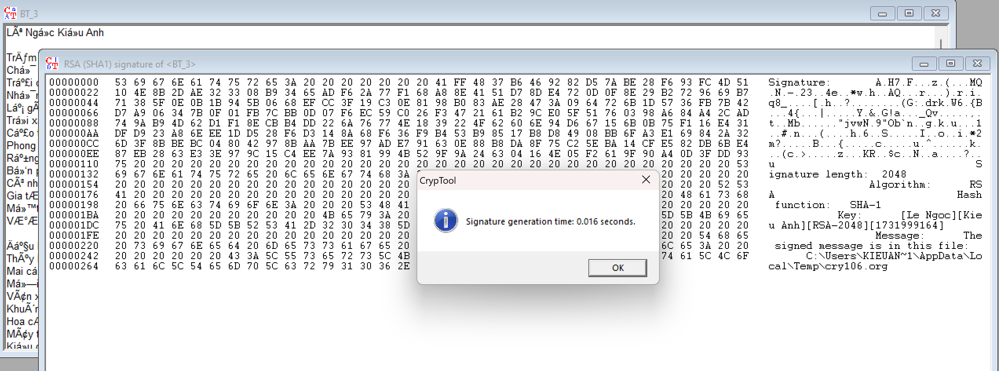 BT_3
LÃª Ngá»c Kiá»u Anh
TrÄƒm
Chá»¯
Tráº£i
Nhá»¯
Láº¡ gÃ
Trá»i x
Cáº£o t
Phong
Ráº±ng
Bá»‘n p
CÃª nh
Gia tÆ
Má»™t
VÆ°Æ
Äáº§u
ThÃºy
Mai cá
Má»—i
VÃ¢n x
KhuÃ´n
Hoa cÆ
MÃ¢y t
Kiá»u
RSA (SHA1) signature of <BT_3>
00000000 53 69 67 6E 61 74 75 72 65 3A 20 20 20 20 20 20 20 41 FF 48 37 B6 46 92 82 D5 7A BE 28 F6 93 FC 4D 51 Signature: A.H7.F...z.(...MQ
00000022 10 4E 8B 2D AE 32 33 08 B9 34 65 AD F6 2A 77 F1 68 A8 8E 41 51 D7 8D E4 72 0D 0F 8E 29 B2 72 96 69 B7 .N.-.23..4e..*w.h..AQ...r...).r.i.
00000044 71 38 5F 0E 0B 1B 94 5B 06 68 EF CC 3F 19 C3 0E 81 98 B0 83 AE 28 47 3A 09 64 72 6B 1D 57 36 FB 7B 42 q8_....[.h..?........(G:.drk.W6.{B
00000066 D7 A9 06 34 7B 0F 01 FB 7C BB 0D 07 F6 EC 59 C0 26 F3 47 21 61 B2 9C E0 5F 51 76 03 98 A6 84 A4 2C AD ...4{...|.....Y.&.G!a..._Qv.....,.
00000088 74 9A B9 4D 62 D1 F1 8E CB B4 DD 22 6A 76 77 4E 18 39 22 4F 62 60 6E 94 D6 67 15 6B 0B 75 F1 16 E4 31 t..Mb......"jvwN.9"Ob`n..g.k.u...1
000000AA DF D9 23 A8 6E EE 1D D5 28 F6 D3 14 8A 68 F6 36 F9 B4 53 B9 85 17 B8 D8 49 08 BB 6F A3 E1 69 84 2A 32 ..#.n...(....h.6..S.....I..o..i.*2
000000CC 6D 3F 8B BE BC 04 80 42 97 8B AA 7B EE 97 AD E7 91 63 0E 88 B8 DA 8F 75 C2 5E BA 14 CF E5 82 DB 6B E4 m?.....B...{.....c.....u.^......k.
000000EE 87 EB 28 63 E3 3E 97 9C 15 C4 EE 7A 93 81 99 4B 52 9F 9A 24 63 04 16 4E 05 F2 61 9F 90 A4 0D 3F DD 93 ..(c.>.....z...KR..$c..N..a....?..
00000110 75 20 20 20 20 20 20 20 20 20 20 20 20 20 20 20 20 20 20 20 20 20 20 20 20 20 20 20 20 20 20 20 20 53 u S
00000132 69 67 6E 61 74 75 72 65 20 6C 65 6E 67 74 68 3A 20 20 20 20 20 ignature length: 2048
00000154 20 20 20 20 20 20 20 20 20 20 20 20 20 20 20 20 20 20 20 52 53 Algorithm: RS
00000176 41 20 20 20 20 20 20 20 20 20 20 20 20 20 20 20 20 48 61 73 68 A Hash
00000198 20 66 75 6E 63 74 69 6F 6E 3A 20 20 20 53 48 41 20 20 20 20 20 function: SHA-1
000001BA 20 20 20 20 20 20 20 20 20 20 20 4B 65 79 3A 20 5D 5B 4B 69 65 Key: [Le Ngoc][Kie
000001DC 75 20 41 6E 68 5D 5B 52 53 41 2D 32 30 34 38 5D 20 20 20 20 20 u Anh][RSA-2048][1731999164]
000001FE 20 20 20 20 20 20 20 20 20 20 20 20 20 20 20 20 20 20 54 68 65 Message: The
00000220 20 73 69 67 6E 65 64 20 6D 65 73 73 61 67 65 20 6C 65 3A 20 20 signed message is in this file:
00000242 20 20 20 20 20 20 43 3A 5C 55 73 65 72 73 5C 4B 74 61 5C 4C 6F C:\Users\KIEUAN~1\AppData\Lo
00000264 63 61 6C 5C 54 65 6D 70 5C 63 72 79 31 30 36 2E cal\Temp\cry106.org
CrypTool
Signature generation time: 0.016 seconds.
OK